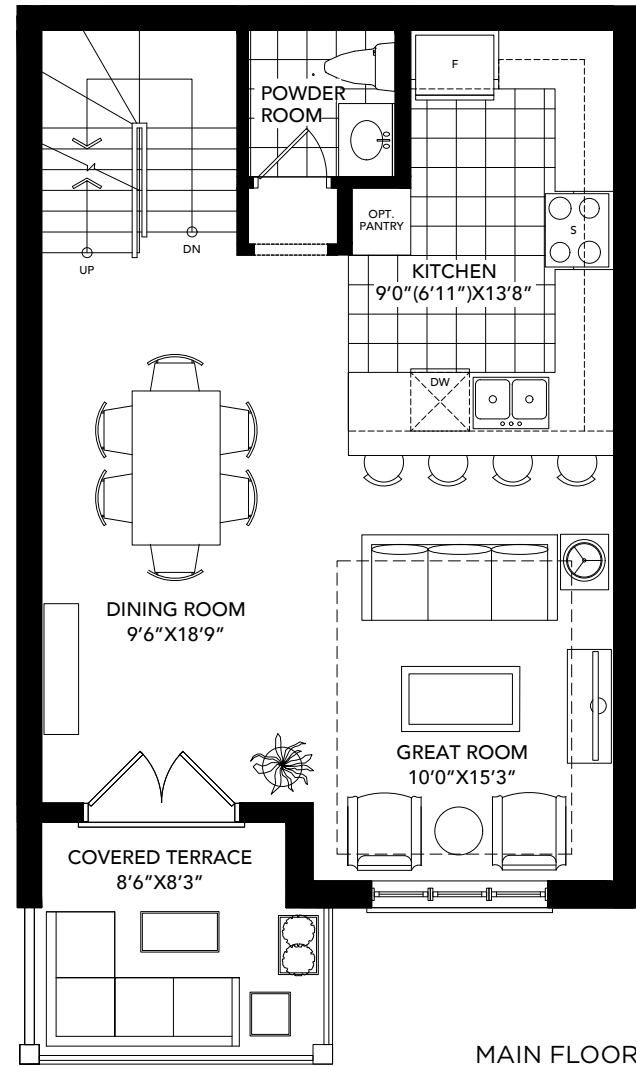 F
POWDER
ROOM
OPT.
PANTRY
S
UP
DN
KITCHEN
9'0"(6'11")X13'8"
DW
DINING ROOM
9'6"X18'9"
GREAT ROOM
10'0"X15'3"
COVERED TERRACE
8'6"X8'3"
MAIN FLOOR